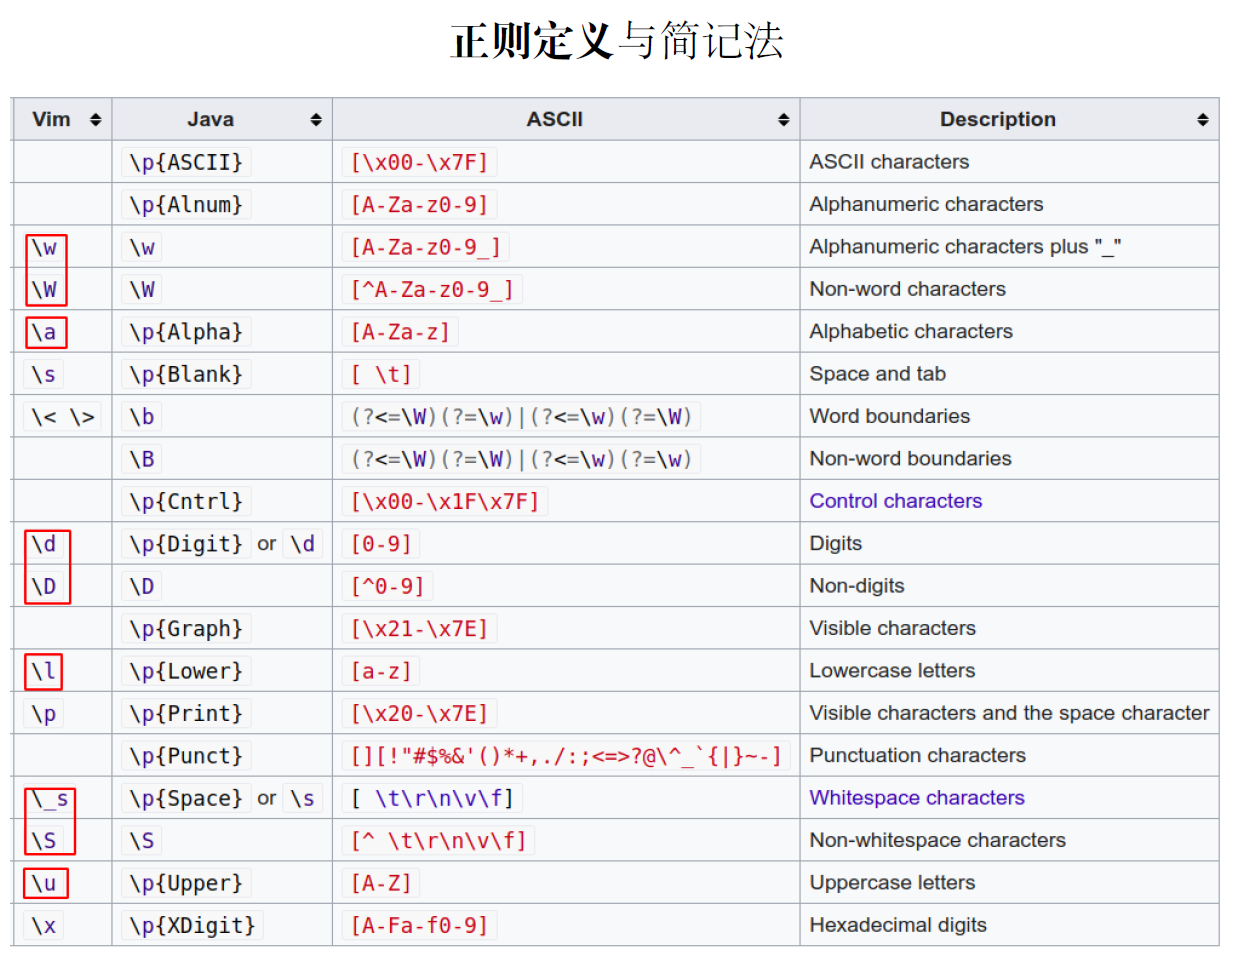 正则定义与简记法
Vim Java ASCII Description
\p{ASCII} [\x00-\x7F] ASCII characters
\p{Alnum} [A-Za-z0-9] Alphanumeric characters
\w \w [A-Za-z0-9_] Alphanumeric characters plus "_"
\W \W [^A-Za-z0-9_] Non-word characters
\a \p{Alpha} [A-Za-z] Alphabetic characters
\s \p{Blank} [ \t] Space and tab
\< \> \b (?<=\W)(?=\w)|(?<=\w)(?=\W) Word boundaries
\B (?<=\W)(?=\W)|(?<=\w)(?=\w) Non-word boundaries
\p{Cntrl} [\x00-\x1F\x7F] Control characters
\d \p{Digit} or \d [0-9] Digits
\D \D [^0-9] Non-digits
\p{Graph} [\x21-\x7E] Visible characters
\l \p{Lower} [a-z] Lowercase letters
\p \p{Print} [\x20-\x7E] Visible characters and the space character
\p{Punct} [][!"#$%&'()*+,./:;<=>?@\^_`{|}~-] Punctuation characters
\_s \p{Space} or \s [ \t\r\n\v\f] Whitespace characters
\S \S [^ \t\r\n\v\f] Non-whitespace characters
\u \p{Upper} [A-Z] Uppercase letters
\x \p{XDigit} [A-Fa-f0-9] Hexadecimal digits